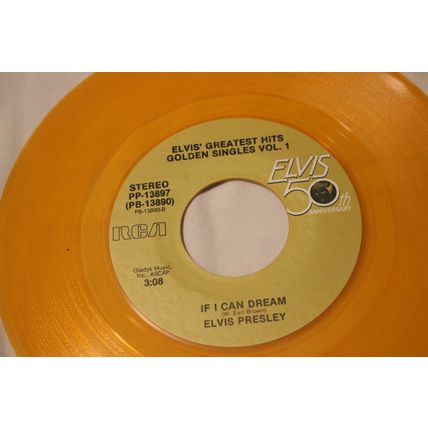 ELVIS' GREATEST HITS
GOLDEN SINGLES VOL. 1
STEREO
PP-13897
(PB-13890)
PB-13890-B
RCA
ELVIS
50th
ANNIVERSARY
Gladys Music,
Inc., ASCAP
3:08
IF I CAN DREAM
(W. Earl Brown)
ELVIS PRESLEY